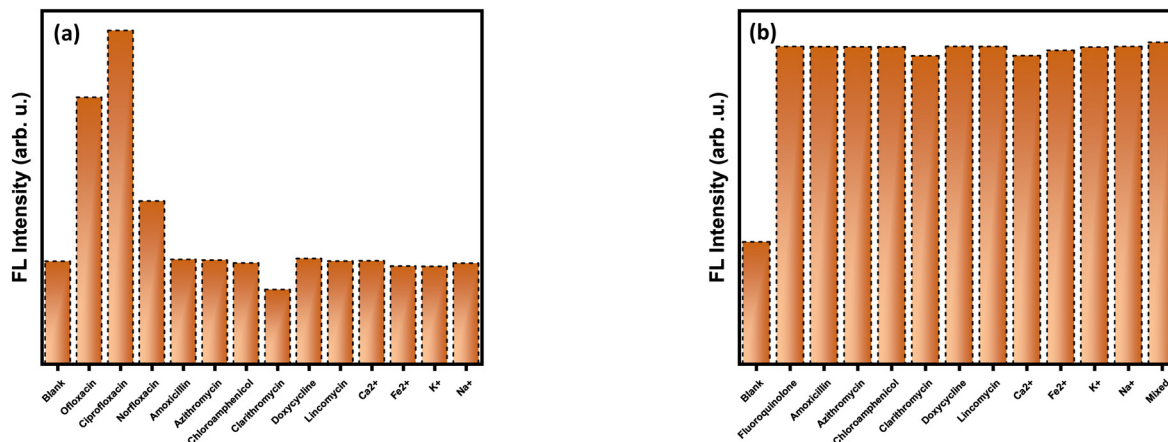 (a)
FL Intensity (arb. u.)
Blank
Ofloxacin
Ciprofloxacin
Norfloxacin
Amoxicillin
Azithromycin
Chloroamphenicol
Clarithromycin
Doxycycline
Lincomycin
Ca2+
Fe2+
K+
Na+
(b)
FL Intensity (arb .u.)
Blank
Fluoroquinolone
Amoxicillin
Azithromycin
Chloroamphenicol
Clarithromycin
Doxycycline
Lincomycin
Ca2+
Fe2+
K+
Na+
Mixed